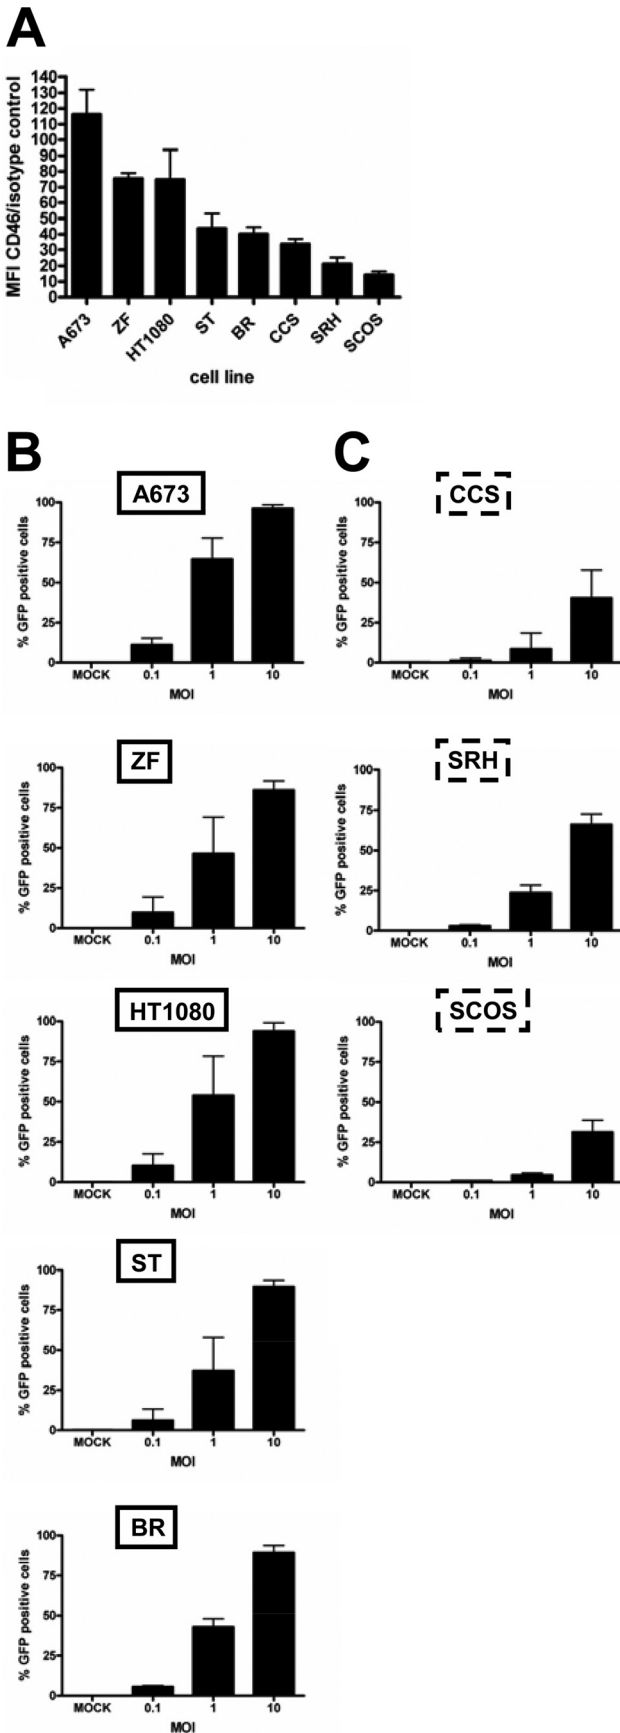 A
MFI CD46/isotype control
140
130
120
110
100
90
80
70
60
50
40
30
20
10
0
A673 ZF HT1080 ST BR CCS SRH SCOS
cell line
B
A673
% GFP positive cells
100
75
50
25
0
MOCK 0.1 1 10
MOI
ZF
% GFP positive cells
100
75
50
25
0
MOCK 0.1 1 10
MOI
HT1080
% GFP positive cells
100
75
50
25
0
MOCK 0.1 1 10
MOI
ST
% GFP positive cells
100
75
50
25
0
MOCK 0.1 1 10
MOI
BR
% GFP positive cells
100
75
50
25
0
MOCK 0.1 1 10
MOI
C
CCS
% GFP positive cells
100
75
50
25
0
MOCK 0.1 1 10
MOI
SRH
% GFP positive cells
100
75
50
25
0
MOCK 0.1 1 10
MOI
SCOS
% GFP positive cells
100
75
50
25
0
MOCK 0.1 1 10
MOI